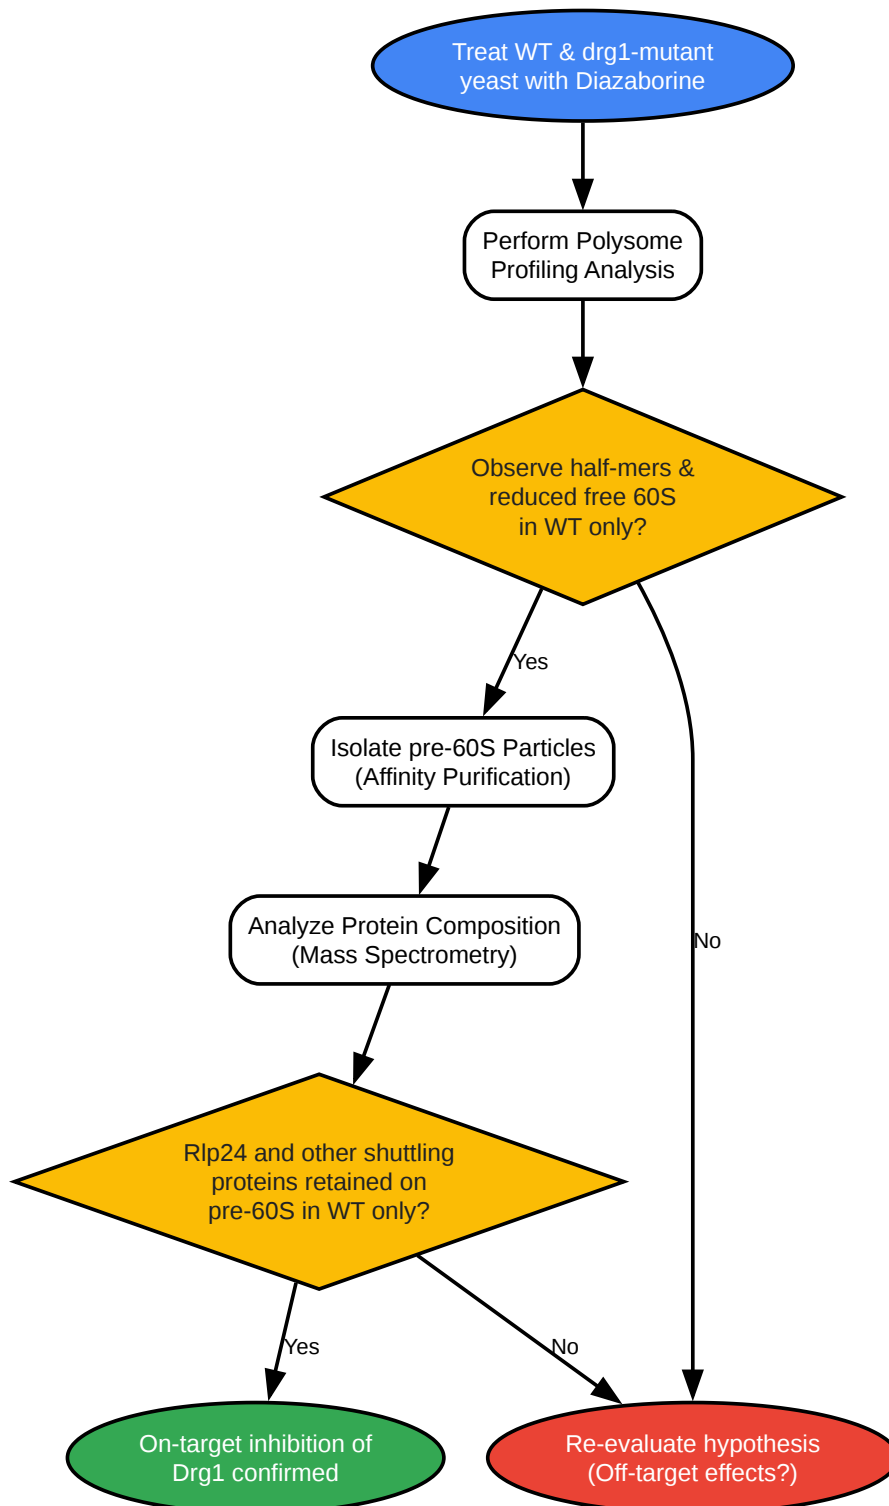 Treat WT & drg1-mutant
yeast with Diazaborine
Perform Polysome
Profiling Analysis
Observe half-mers &
reduced free 60S
in WT only?
Yes
Isolate pre-60S Particles
(Affinity Purification)
Analyze Protein Composition
(Mass Spectrometry)
No
Rlp24 and other shuttling
proteins retained on
pre-60S in WT only?
Yes
No
On-target inhibition of
Drg1 confirmed
Re-evaluate hypothesis
(Off-target effects?)